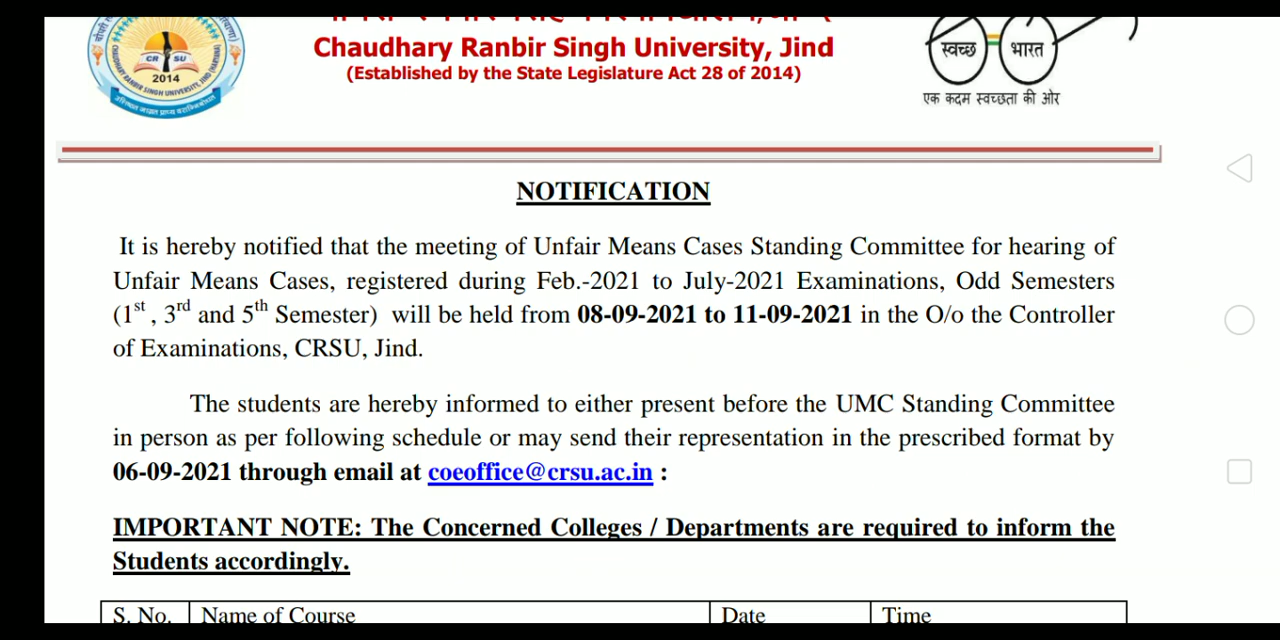 Chaudhary Ranbir Singh University, Jind
(Established by the State Legislature Act 28 of 2014)
CR SU
2014
CHAUDHARY RANBIR SINGH UNIVERSITY, JIND (HARYANA)
स्वच्छ भारत
एक कदम स्वच्छता की ओर
NOTIFICATION
It is hereby notified that the meeting of Unfair Means Cases Standing Committee for hearing of
Unfair Means Cases, registered during Feb.-2021 to July-2021 Examinations, Odd Semesters
(1st , 3rd and 5th Semester) will be held from 08-09-2021 to 11-09-2021 in the O/o the Controller
of Examinations, CRSU, Jind.
The students are hereby informed to either present before the UMC Standing Committee
in person as per following schedule or may send their representation in the prescribed format by
06-09-2021 through email at coeoffice@crsu.ac.in :
IMPORTANT NOTE: The Concerned Colleges / Departments are required to inform the
Students accordingly.
S. No. Name of Course Date Time